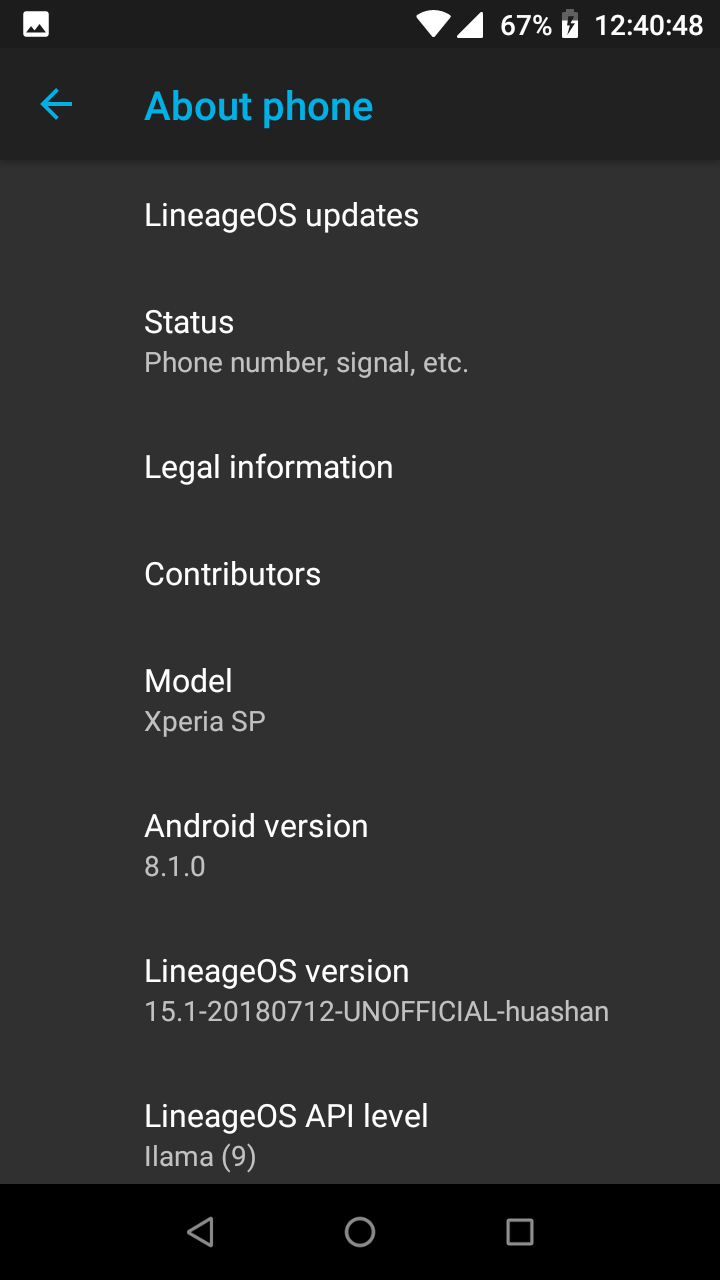 67% 12:40:48
About phone
LineageOS updates
Status
Phone number, signal, etc.
Legal information
Contributors
Model
Xperia SP
Android version
8.1.0
LineageOS version
15.1-20180712-UNOFFICIAL-huashan
LineageOS API level
Ilama (9)